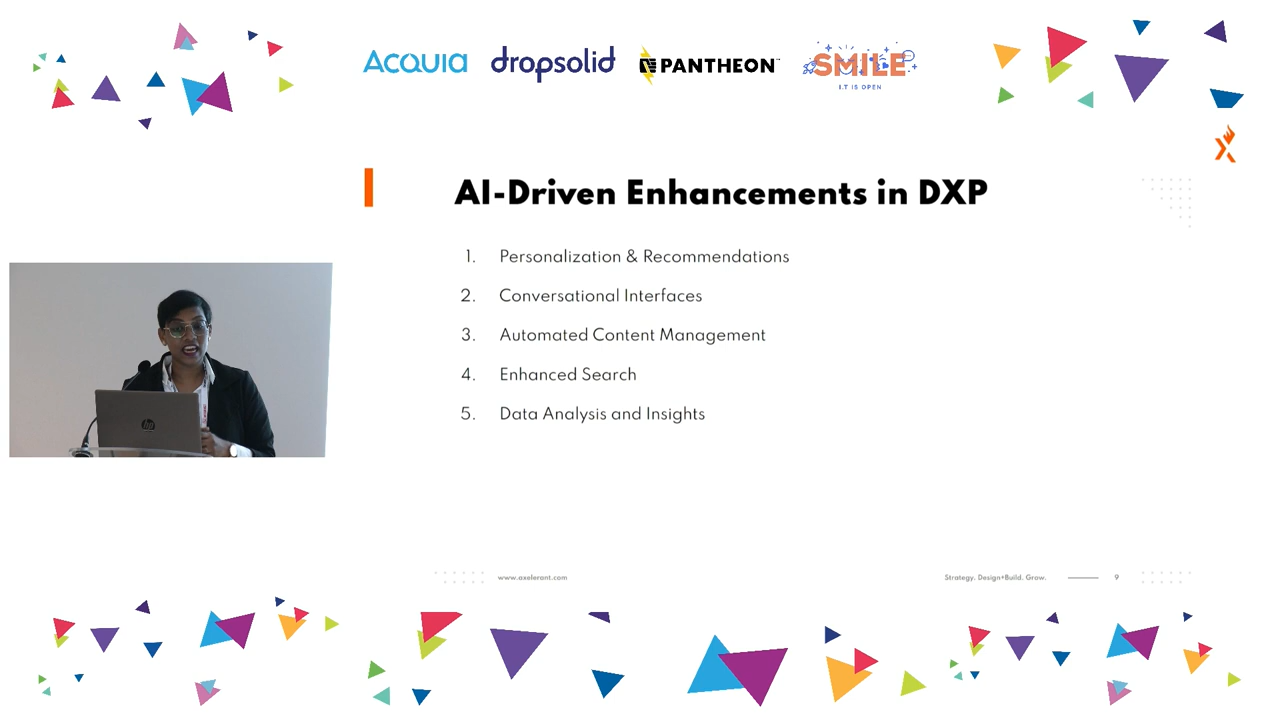 Acquia
dropsolid
PANTHEON
SMILE
I.T IS OPEN
AI-Driven Enhancements in DXP
1. Personalization & Recommendations
2. Conversational Interfaces
3. Automated Content Management
4. Enhanced Search
5. Data Analysis and Insights
hp
www.axelerant.com
Strategy. Design+Build. Grow.
9